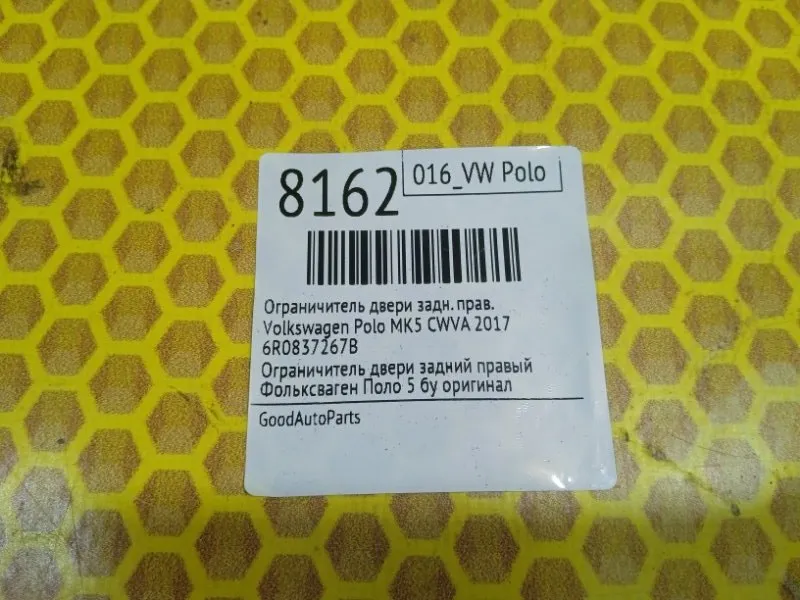 8162
016_VW Polo
Ограничитель двери задн. прав.
Volkswagen Polo MK5 CWVA 2017
6R0837267B
Ограничитель двери задний правый
Фольксваген Поло 5 бу оригинал
GoodAutoParts